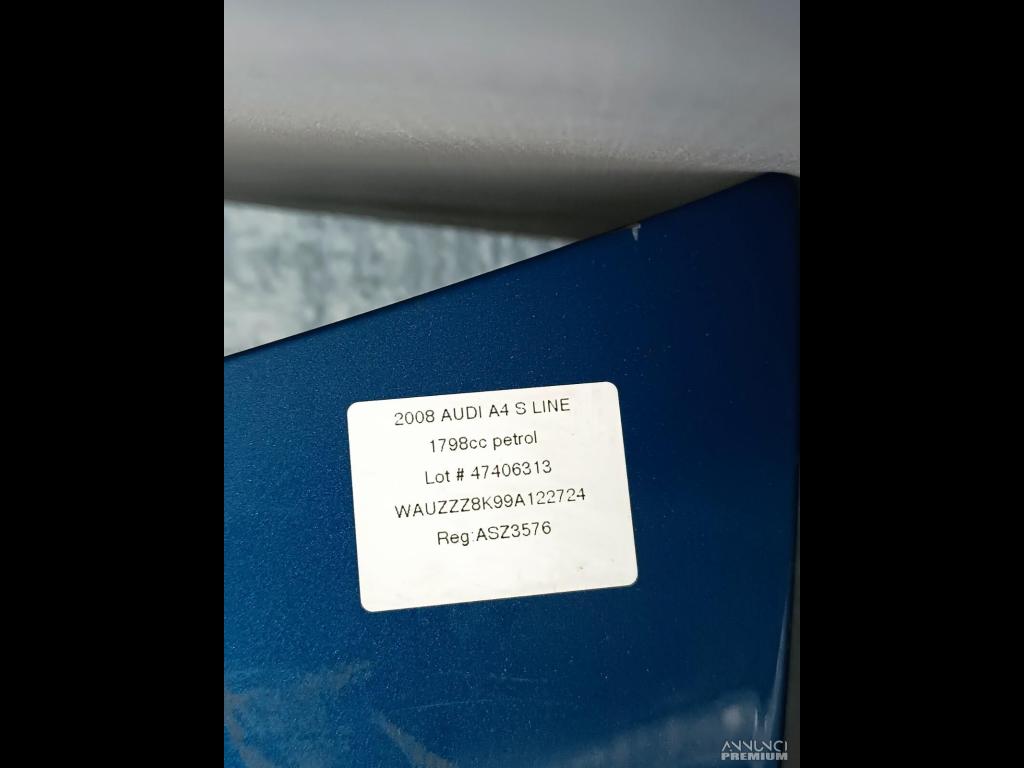 2008 AUDI A4 S LINE
1798cc petrol
Lot # 47406313
WAUZZZ8K99A122724
Reg:ASZ3576
ANNUNCI
PREMIUM